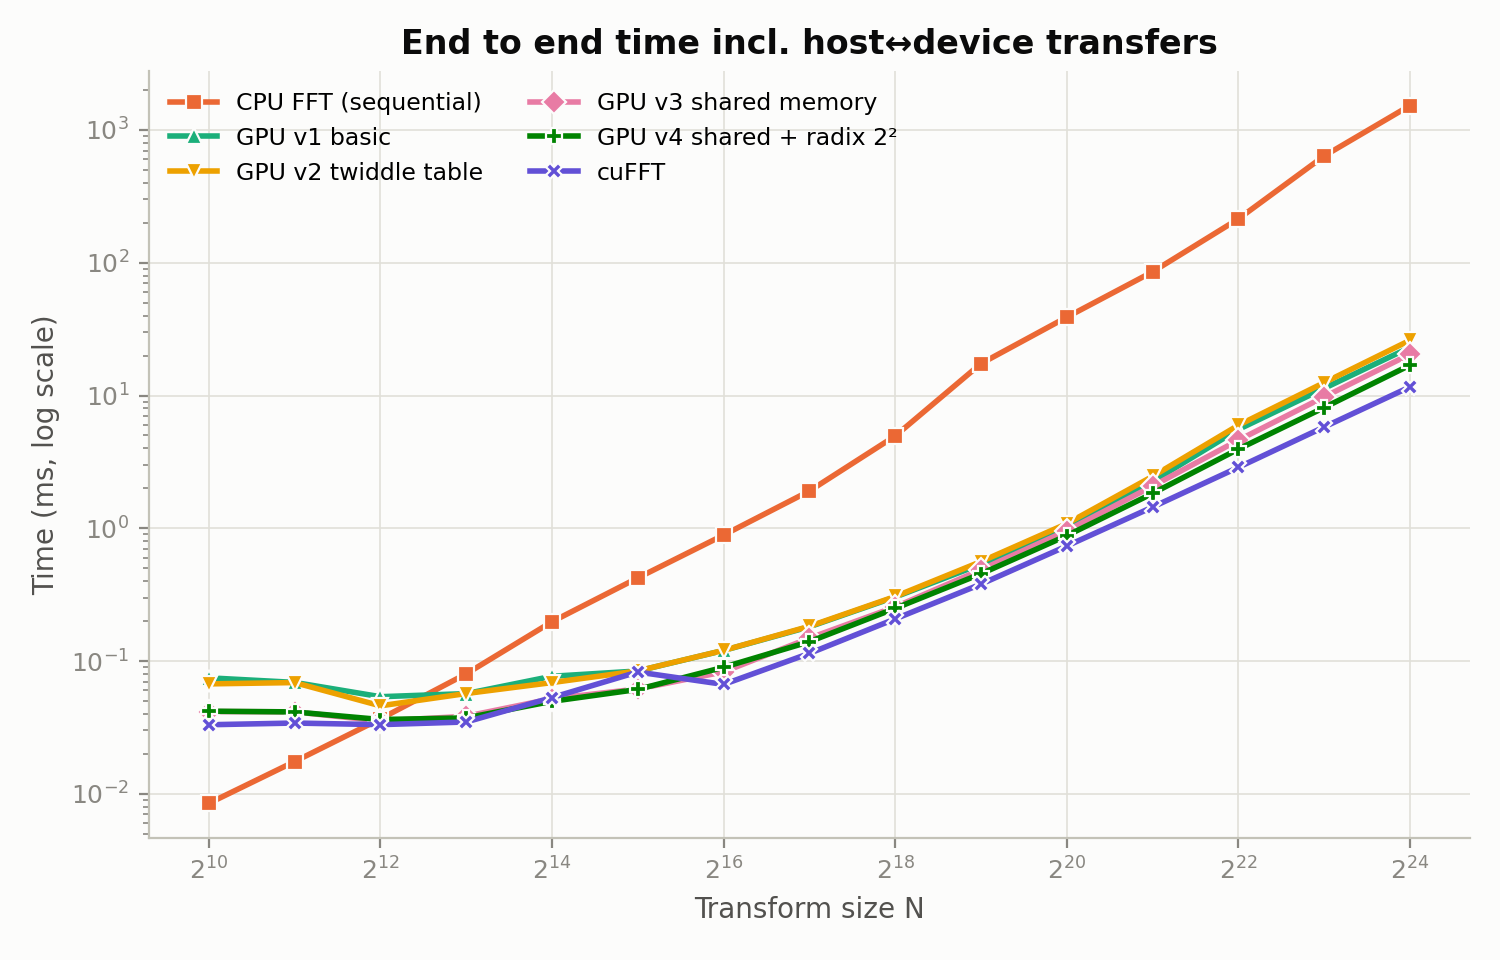 End to end time incl. host↔device transfers
CPU FFT (sequential)
GPU v1 basic
GPU v2 twiddle table
GPU v3 shared memory
GPU v4 shared + radix 2²
cuFFT
Time (ms, log scale)
10³
10²
10¹
10⁰
10⁻¹
10⁻²
2¹⁰ 2¹² 2¹⁴ 2¹⁶ 2¹⁸ 2²⁰ 2²² 2²⁴
Transform size N